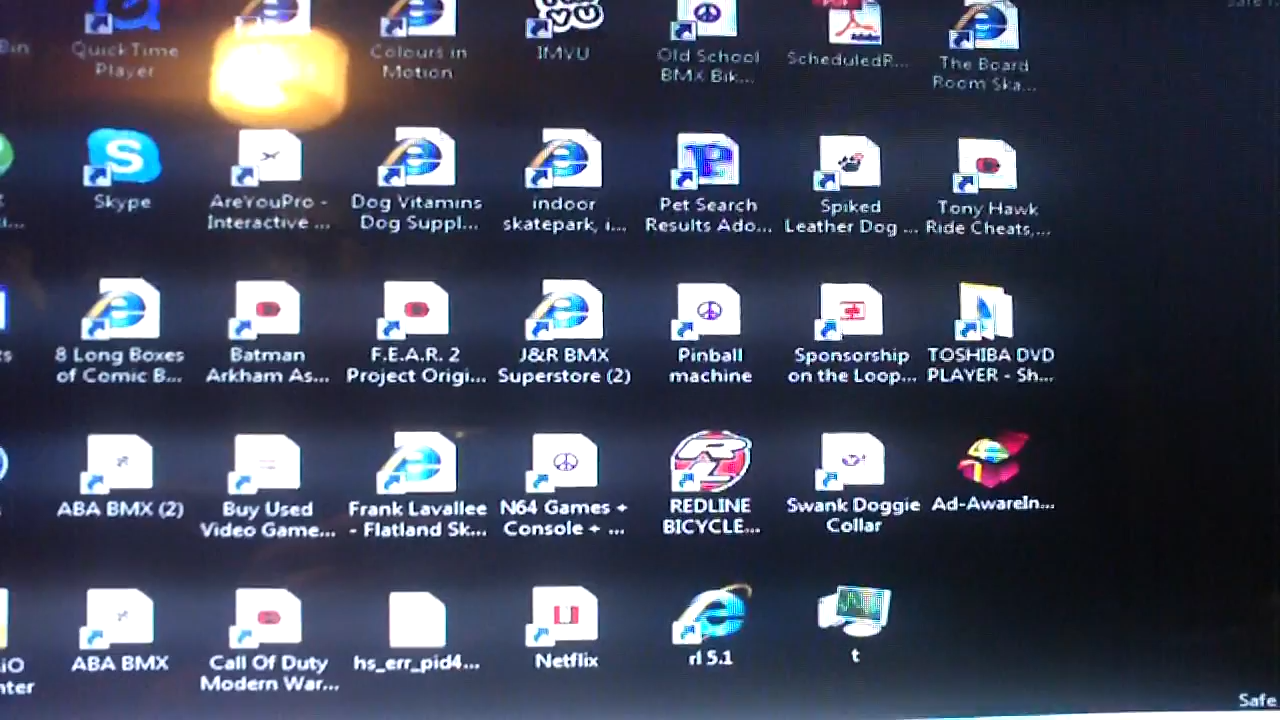 Bin
QuickTime
Player
Colours in
Motion
IMVU
Old School
BMX Bik...
ScheduledR...
The Board
Room Ska...
Skype
AreYouPro -
Interactive ...
Dog Vitamins
Dog Suppl...
indoor
skatepark, i...
Pet Search
Results Ado...
Spiked
Leather Dog ...
Tony Hawk
Ride Cheats,...
8 Long Boxes
of Comic B...
Batman
Arkham As...
F.E.A.R. 2
Project Origi...
J&R BMX
Superstore (2)
Pinball
machine
Sponsorship
on the Loop...
TOSHIBA DVD
PLAYER - Sh...
ABA BMX (2)
Buy Used
Video Game...
Frank Lavallee
- Flatland Sk...
N64 Games +
Console + ...
REDLINE
BICYCLE...
Swank Doggie
Collar
Ad-AwareIn...
ABA BMX
Call Of Duty
Modern War...
hs_err_pid4...
Netflix
rl 5.1
t
Safe